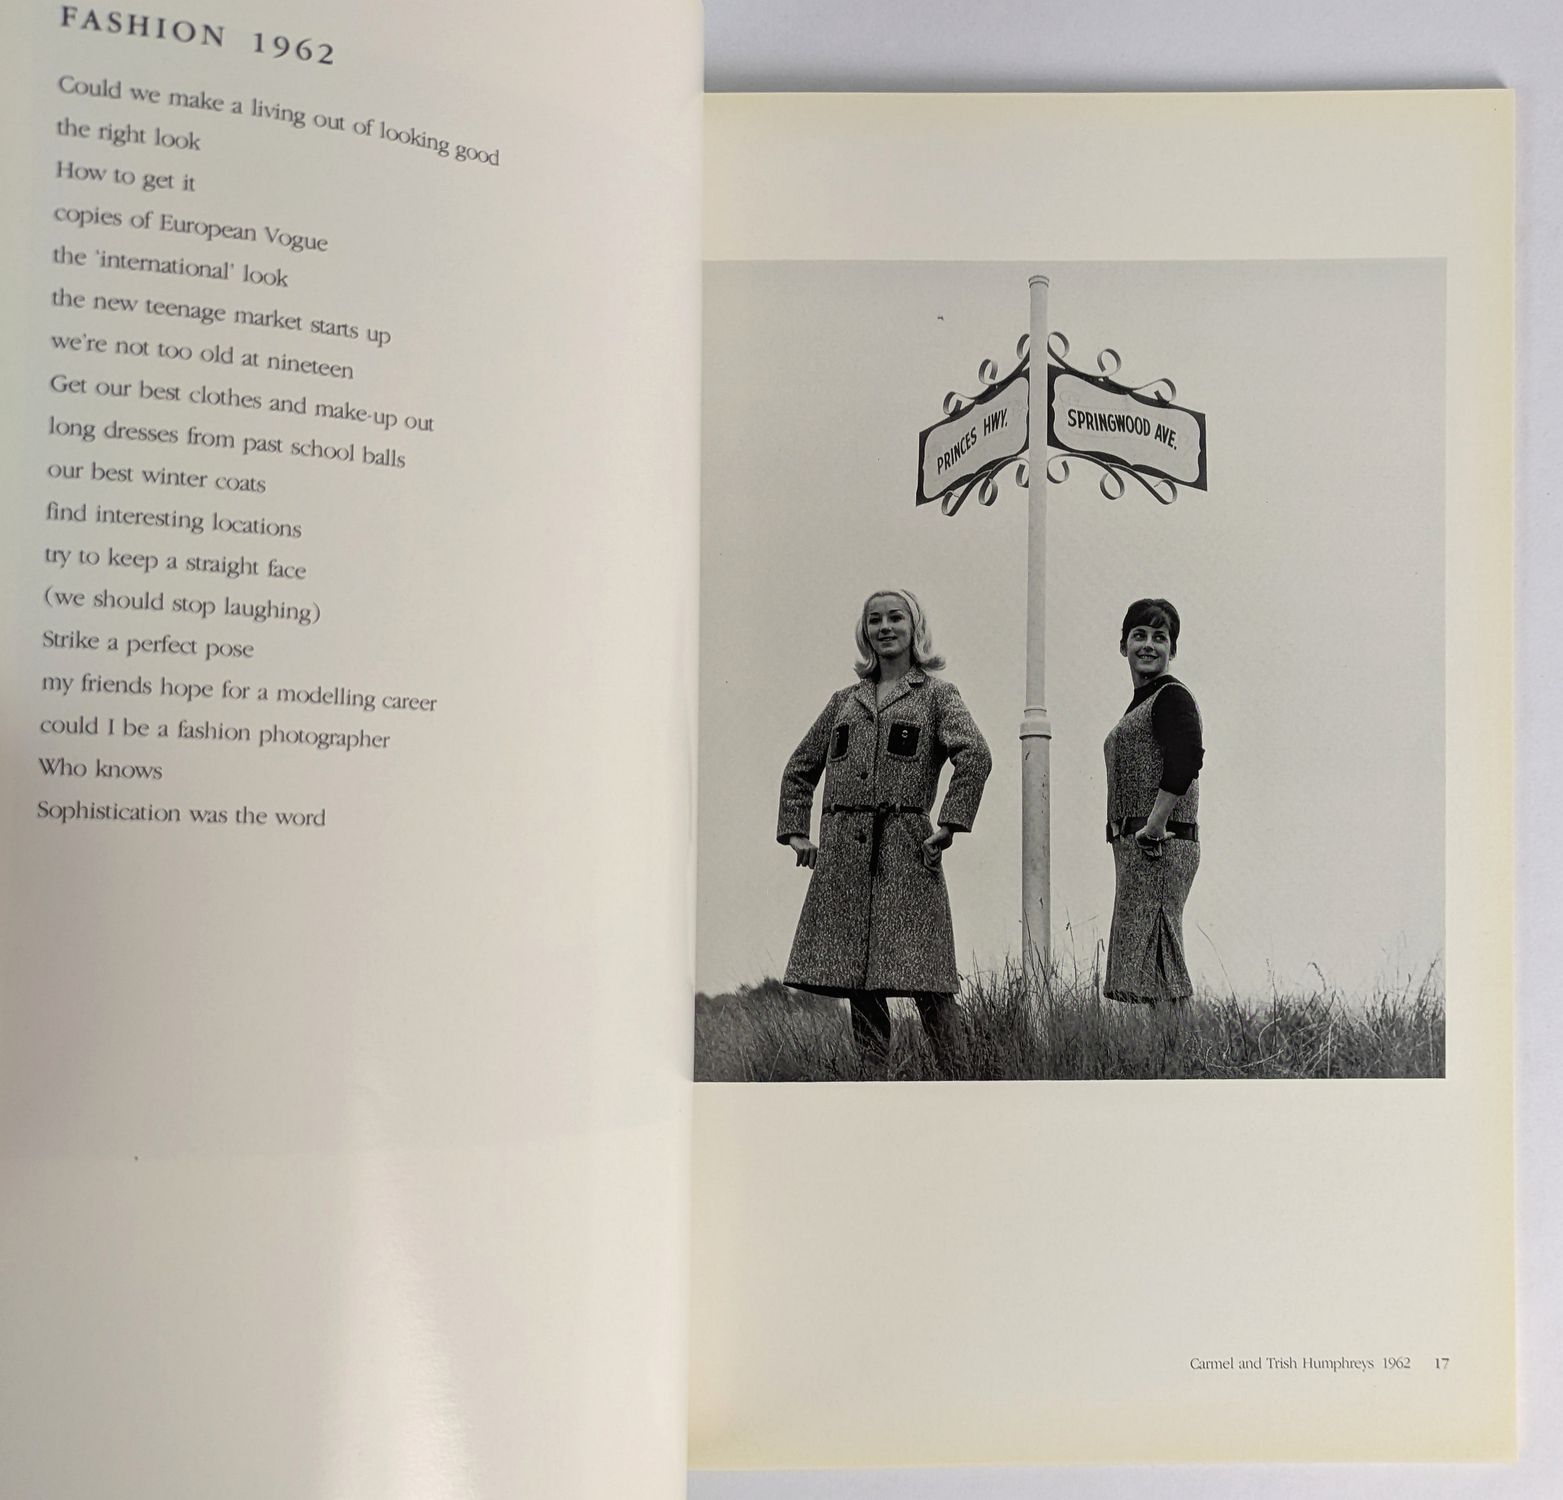 FASHION 1962
Could we make a living out of looking good
the right look
How to get it
copies of European Vogue
the 'international' look
the new teenage market starts up
we're not too old at nineteen
Get our best clothes and make-up out
long dresses from past school balls
our best winter coats
find interesting locations
try to keep a straight face
(we should stop laughing)
Strike a perfect pose
my friends hope for a modelling career
could I be a fashion photographer
Who knows
Sophistication was the word
PRINCES HWY.
SPRINGWOOD AVE.
Carmel and Trish Humphreys 1962 17